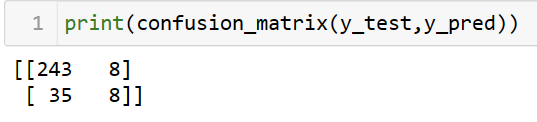 1 print(confusion_matrix(y_test,y_pred))
[[243   8]
 [ 35   8]]